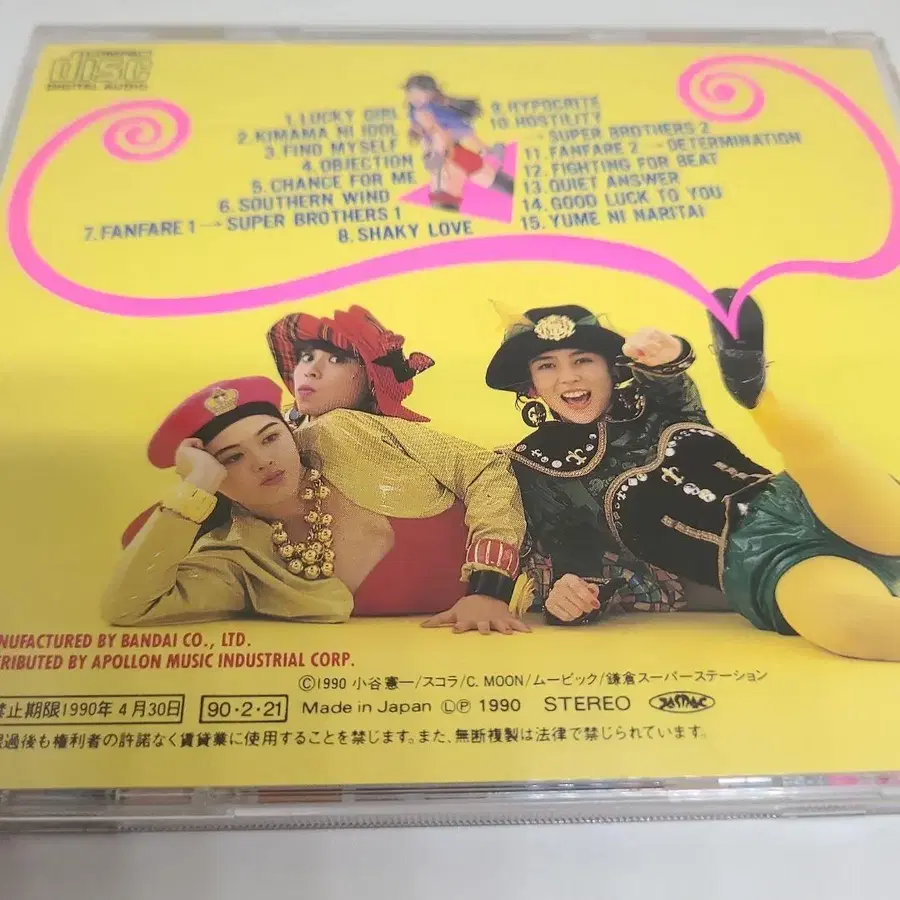 COMPACT
disc
DIGITAL AUDIO
1. LUCKY GIRL
2. KIMAMA NI IDOL
3. FIND MYSELF
4. OBJECTION
5. CHANCE FOR ME
6. SOUTHERN WIND
7. FANFARE 1 → SUPER BROTHERS 1
8. SHAKY LOVE
9. HYPOCRITE
10. HOSTILITY
→ SUPER BROTHERS 2
11. FANFARE 2 → DETERMINATION
12. FIGHTING FOR BEAT
13. QUIET ANSWER
14. GOOD LUCK TO YOU
15. YUME NI NARITAI
NUFACTURED BY BANDAI CO., LTD.
TRIBUTED BY APOLLON MUSIC INDUSTRIAL CORP.
Ⓒ1990 小谷憲一/スコラ/C. MOON/ムービック/鎌倉スーパーステーション
禁止期限1990年4月30日 90・2・21 Made in Japan ⓁⓅ 1990 STEREO JASRAC
過後も権利者の許諾なく賃貸業に使用することを禁じます。また、無断複製は法律で禁じられています。